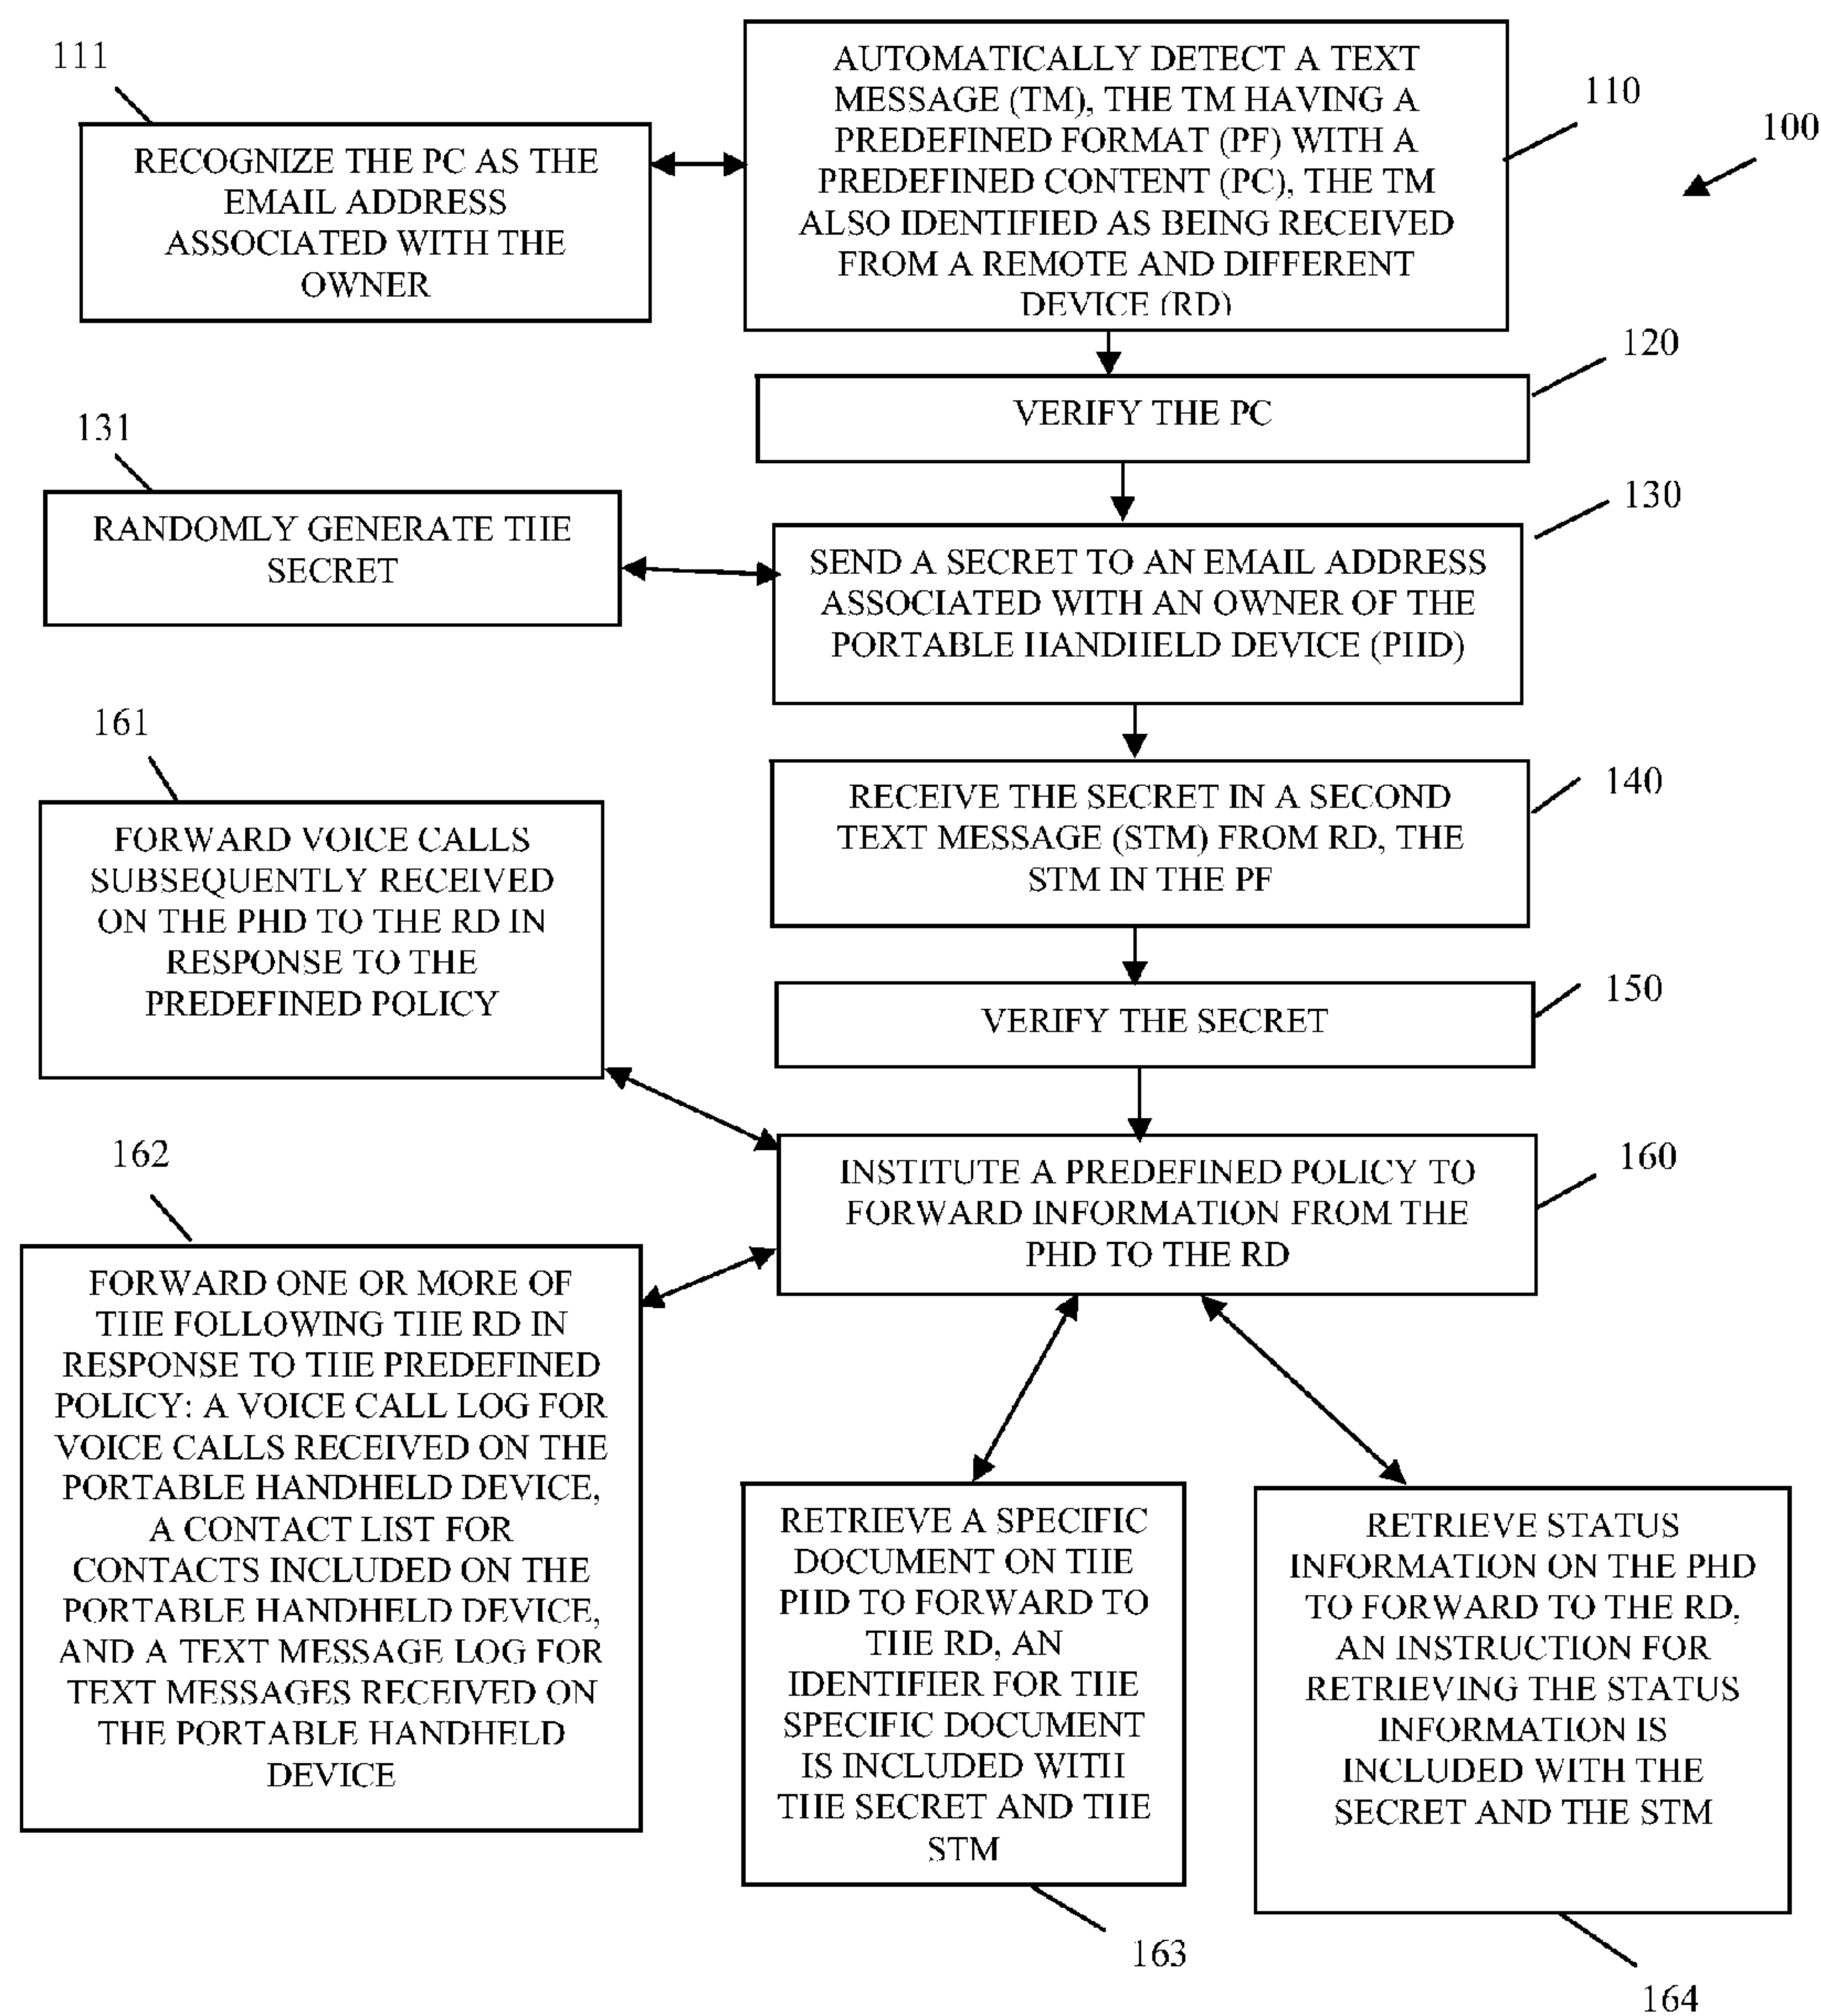 111
RECOGNIZE THE PC AS THE
EMAIL ADDRESS
ASSOCIATED WITH THE
OWNER
AUTOMATICALLY DETECT A TEXT
MESSAGE (TM), THE TM HAVING A
PREDEFINED FORMAT (PF) WITH A
PREDEFINED CONTENT (PC), THE TM
ALSO IDENTIFIED AS BEING RECEIVED
FROM A REMOTE AND DIFFERENT
DEVICE (RD)
110
100
120
VERIFY THE PC
131
RANDOMLY GENERATE THE
SECRET
130
SEND A SECRET TO AN EMAIL ADDRESS
ASSOCIATED WITH AN OWNER OF THE
PORTABLE HANDHELD DEVICE (PHD)
140
RECEIVE THE SECRET IN A SECOND
TEXT MESSAGE (STM) FROM RD, THE
STM IN THE PF
161
FORWARD VOICE CALLS
SUBSEQUENTLY RECEIVED
ON THE PHD TO THE RD IN
RESPONSE TO THE
PREDEFINED POLICY
150
VERIFY THE SECRET
160
INSTITUTE A PREDEFINED POLICY TO
FORWARD INFORMATION FROM THE
PHD TO THE RD
162
FORWARD ONE OR MORE OF
THE FOLLOWING THE RD IN
RESPONSE TO THE PREDEFINED
POLICY: A VOICE CALL LOG FOR
VOICE CALLS RECEIVED ON THE
PORTABLE HANDHELD DEVICE,
A CONTACT LIST FOR
CONTACTS INCLUDED ON THE
PORTABLE HANDHELD DEVICE,
AND A TEXT MESSAGE LOG FOR
TEXT MESSAGES RECEIVED ON
THE PORTABLE HANDHELD
DEVICE
RETRIEVE A SPECIFIC
DOCUMENT ON THE
PHD TO FORWARD TO
THE RD, AN
IDENTIFIER FOR THE
SPECIFIC DOCUMENT
IS INCLUDED WITH
THE SECRET AND THE
STM
163
RETRIEVE STATUS
INFORMATION ON THE PHD
TO FORWARD TO THE RD,
AN INSTRUCTION FOR
RETRIEVING THE STATUS
INFORMATION IS
INCLUDED WITH THE
SECRET AND THE STM
164